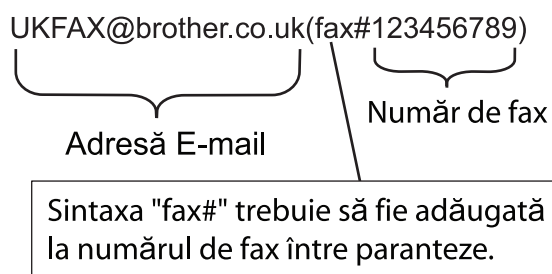 UKFAX@brother.co.uk(fax#123456789)
Număr de fax
Adresă E-mail
Sintaxa "fax#" trebuie să fie adăugată
la numărul de fax între paranteze.